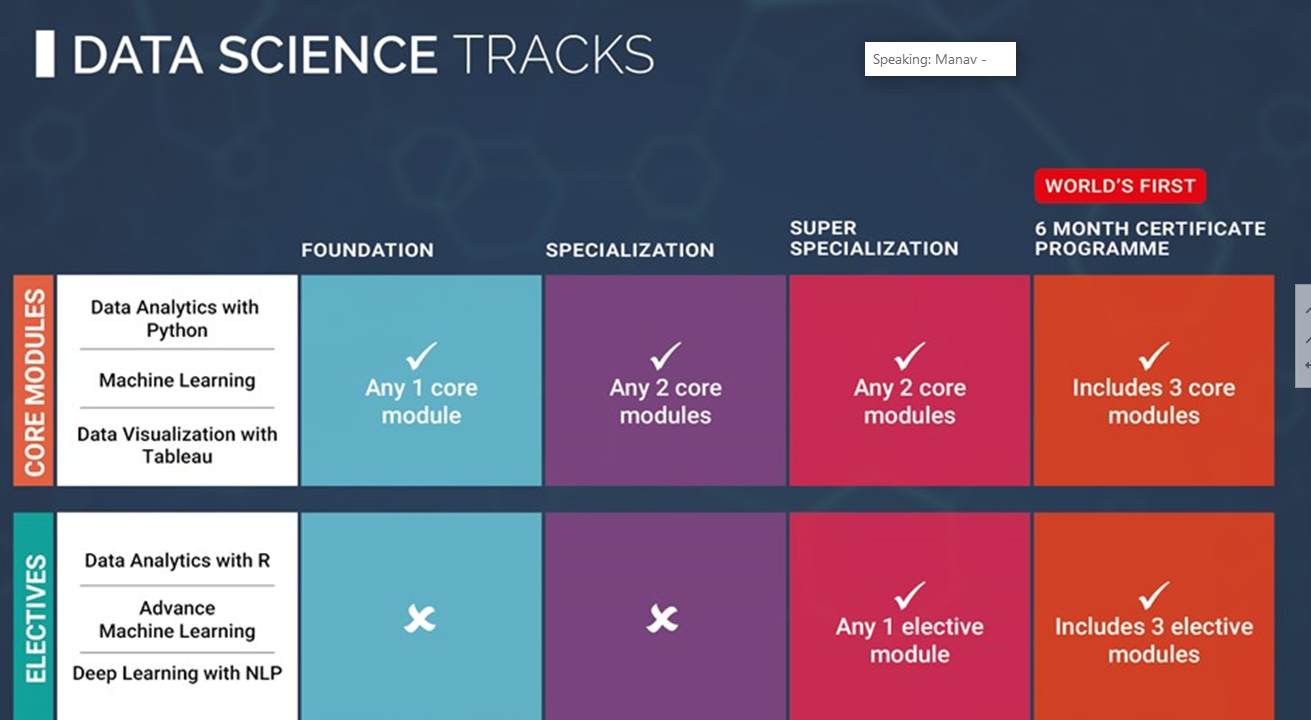 DATA SCIENCE TRACKS
Speaking: Manav -
WORLD'S FIRST
FOUNDATION
SPECIALIZATION
SUPER
SPECIALIZATION
6 MONTH CERTIFICATE
PROGRAMME
CORE MODULES
Data Analytics with
Python
Machine Learning
Data Visualization with
Tableau
Any 1 core
module
Any 2 core
modules
Any 2 core
modules
Includes 3 core
modules
ELECTIVES
Data Analytics with R
Advance
Machine Learning
Deep Learning with NLP
Any 1 elective
module
Includes 3 elective
modules